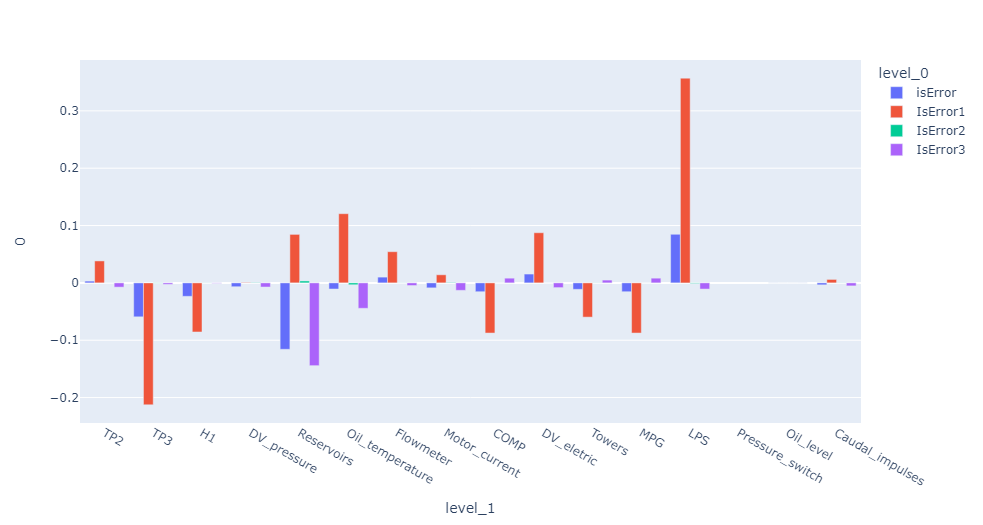 level_0
isError
IsError1
IsError2
IsError3
0.3
0.2
0.1
0
−0.1
−0.2
0
TP2
TP3
H1
DV_pressure
Reservoirs
Oil_temperature
Flowmeter
Motor_current
COMP
DV_eletric
Towers
MPG
LPS
Pressure_switch
Oil_level
Caudal_impulses
level_1